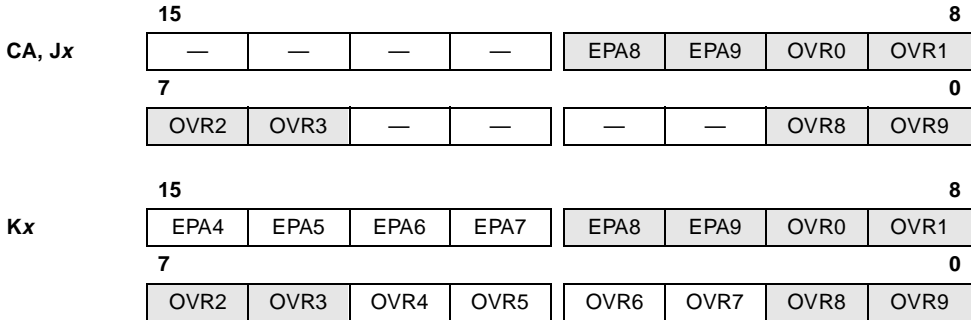 15 8
CA, Jx — — — — EPA8 EPA9 OVR0 OVR1
7 0
OVR2 OVR3 — — — — OVR8 OVR9
15 8
Kx EPA4 EPA5 EPA6 EPA7 EPA8 EPA9 OVR0 OVR1
7 0
OVR2 OVR3 OVR4 OVR5 OVR6 OVR7 OVR8 OVR9